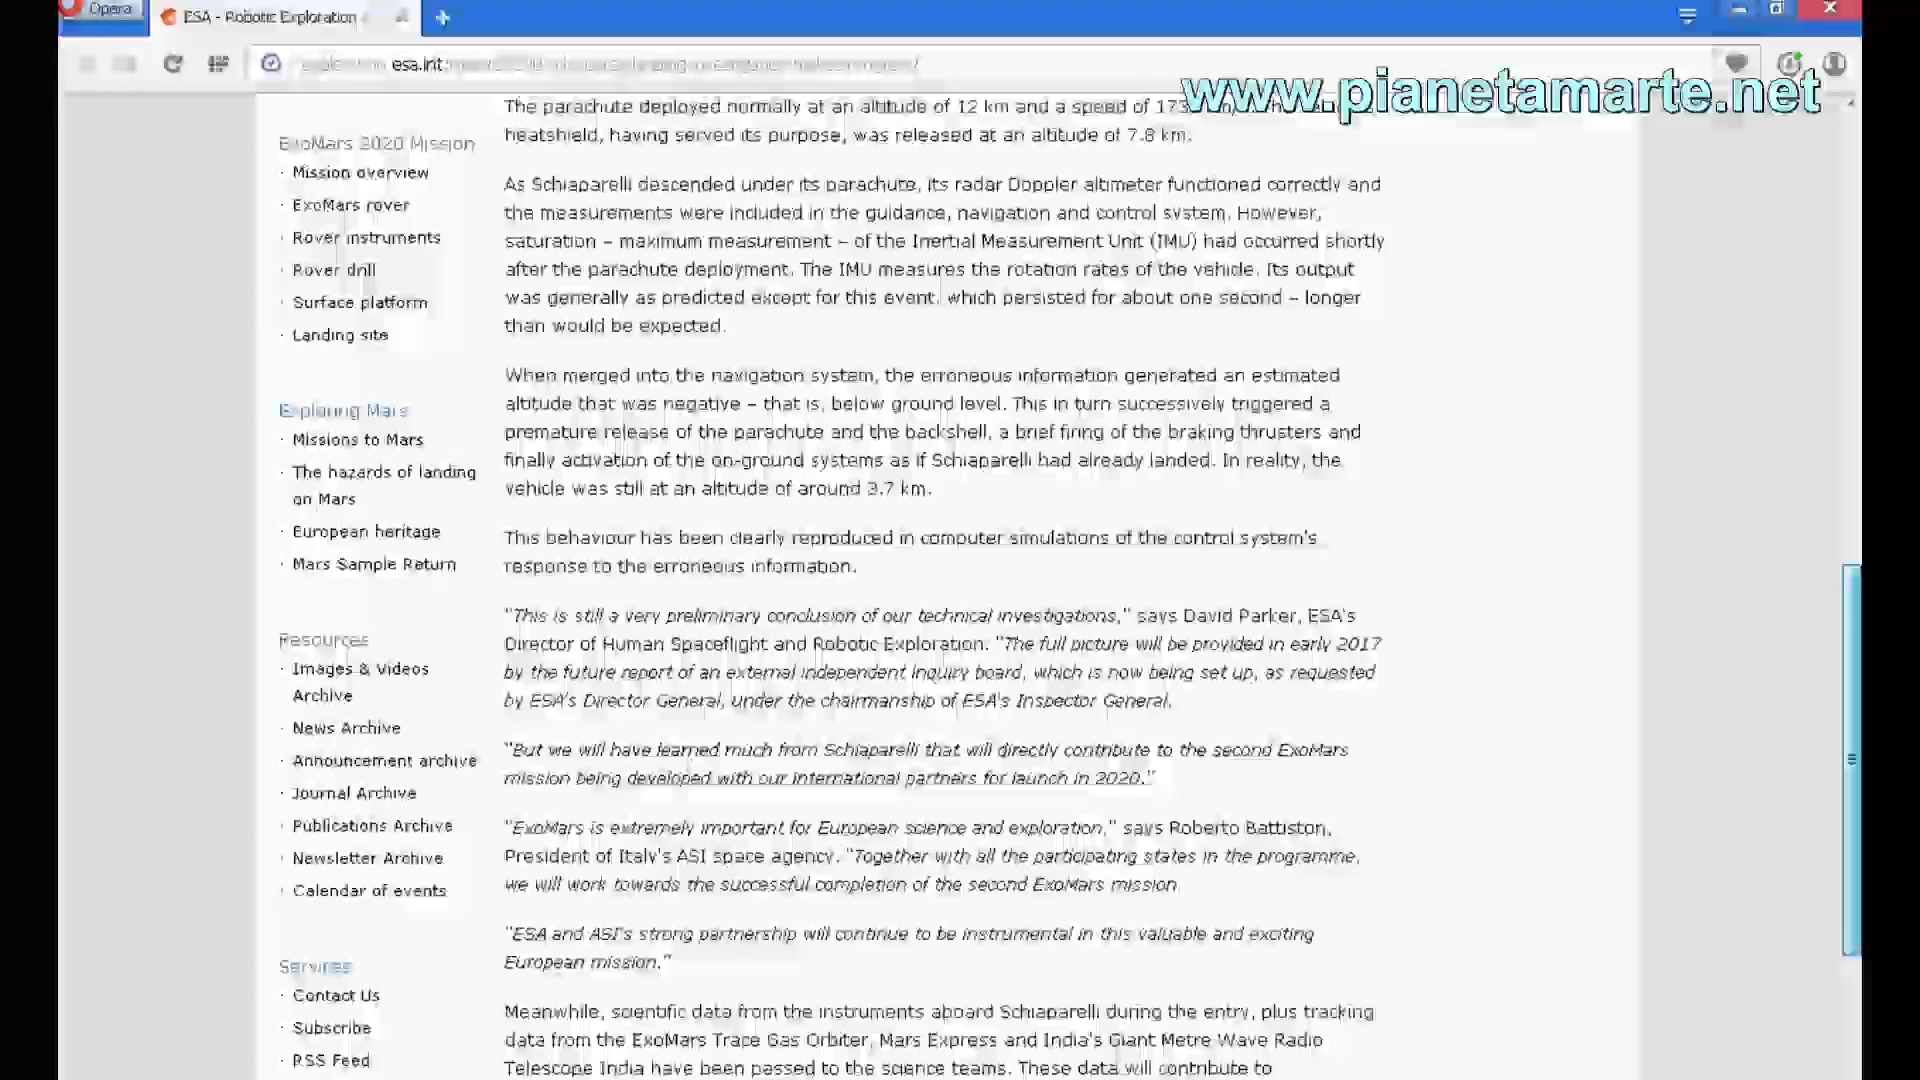 Opera
ESA - Robotic Exploration
esa.int
www.pianetamarte.net
ExoMars 2020 Mission
· Mission overview
· ExoMars rover
· Rover instruments
· Rover drill
· Surface platform
· Landing site
Exploring Mars
· Missions to Mars
· The hazards of landing
on Mars
· European heritage
· Mars Sample Return
Resources
· Images & Videos
Archive
· News Archive
· Announcement archive
· Journal Archive
· Publications Archive
· Newsletter Archive
· Calendar of events
Services
· Contact Us
· Subscribe
· RSS Feed
The parachute deployed normally at an altitude of 12 km and a speed of
heatshield, having served its purpose, was released at an altitude of 7.8 km.
As Schiaparelli descended under its parachute, its radar Doppler altimeter functioned correctly and
the measurements were included in the guidance, navigation and control system. However,
saturation – maximum measurement – of the Inertial Measurement Unit (IMU) had occurred shortly
after the parachute deployment. The IMU measures the rotation rates of the vehicle. Its output
was generally as predicted except for this event, which persisted for about one second – longer
than would be expected.
When merged into the navigation system, the erroneous information generated an estimated
altitude that was negative – that is, below ground level. This in turn successively triggered a
premature release of the parachute and the backshell, a brief firing of the braking thrusters and
finally activation of the on-ground systems as if Schiaparelli had already landed. In reality, the
vehicle was still at an altitude of around 3.7 km.
This behaviour has been clearly reproduced in computer simulations of the control system's
response to the erroneous information.
"This is still a very preliminary conclusion of our technical investigations," says David Parker, ESA's
Director of Human Spaceflight and Robotic Exploration. "The full picture will be provided in early 2017
by the future report of an external independent inquiry board, which is now being set up, as requested
by ESA's Director General, under the chairmanship of ESA's Inspector General.
"But we will have learned much from Schiaparelli that will directly contribute to the second ExoMars
mission being developed with our international partners for launch in 2020."
"ExoMars is extremely important for European science and exploration," says Roberto Battiston,
President of Italy's ASI space agency. "Together with all the participating states in the programme,
we will work towards the successful completion of the second ExoMars mission
"ESA and ASI's strong partnership will continue to be instrumental in this valuable and exciting
European mission."
Meanwhile, scientific data from the instruments aboard Schiaparelli during the entry, plus tracking
data from the ExoMars Trace Gas Orbiter, Mars Express and India's Giant Metre Wave Radio
Telescope India have been passed to the science teams. These data will contribute to